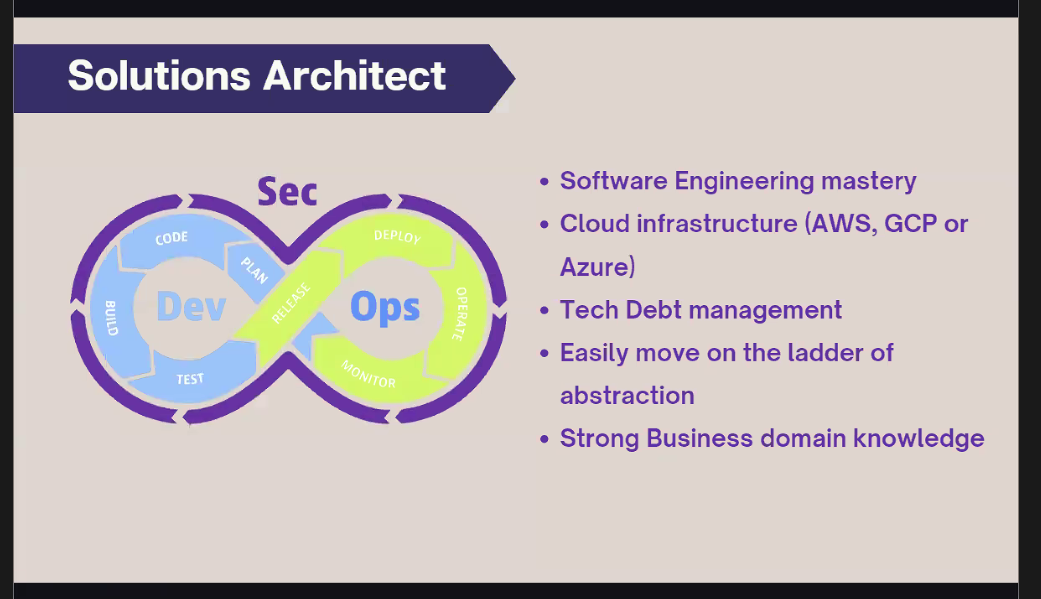 Solutions Architect
Sec
CODE
PLAN
BUILD
Dev
TEST
RELEASE
DEPLOY
Ops
OPERATE
MONITOR
• Software Engineering mastery
• Cloud infrastructure (AWS, GCP or
Azure)
• Tech Debt management
• Easily move on the ladder of
abstraction
• Strong Business domain knowledge